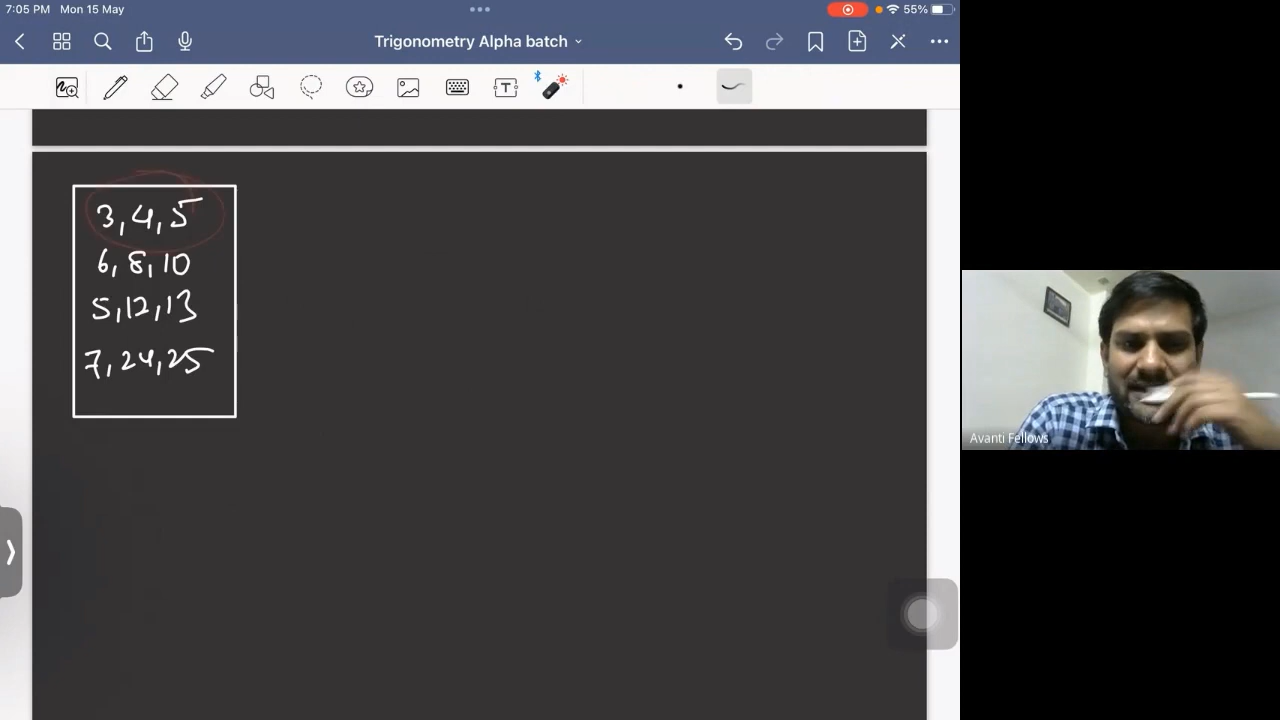 7:05 PM Mon 15 May
55%
Trigonometry Alpha batch
T
3,4,5
6,8,10
5,12,13
7,24,25
Avanti Fellows